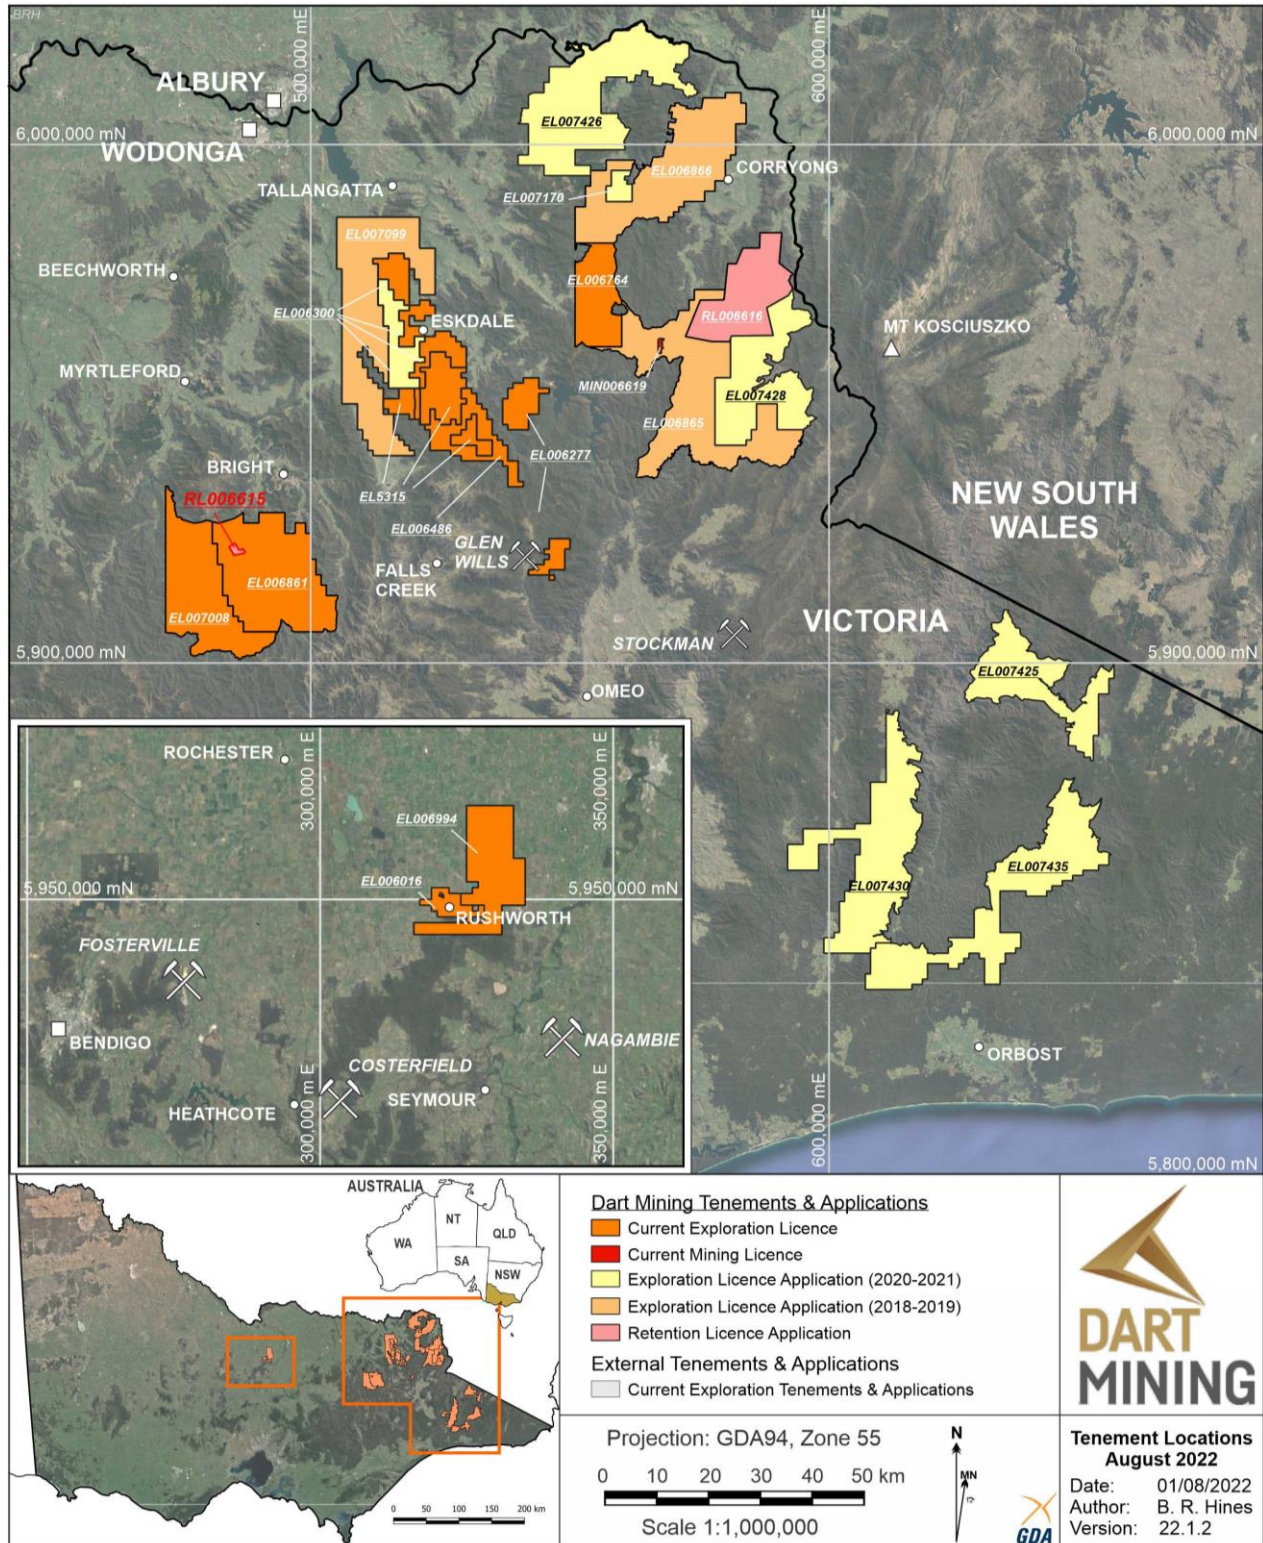 BRH
ALBURY
WODONGA
500,000 mE
600,000 mE
6,000,000 mN
6,000,000 mN
TALLANGATTA
BEECHWORTH
MYRTLEFORD
BRIGHT
ESKDALE
CORRYONG
MT KOSCIUSZKO
EL007426
EL006866
EL007170
EL007099
EL006300
EL006764
RL006616
MIN006619
EL007428
EL006865
EL006277
EL5315
EL006486
RL006615
EL006861
EL007008
GLEN
WILLS
FALLS
CREEK
NEW SOUTH
WALES
VICTORIA
STOCKMAN
5,900,000 mN
5,900,000 mN
OMEO
EL007425
EL007430
EL007435
ORBOST
600,000 mE
5,800,000 mN
ROCHESTER
300,000 m E
350,000 m E
EL006994
EL006016
5,950,000 mN
5,950,000 mN
RUSHWORTH
FOSTERVILLE
BENDIGO
NAGAMBIE
COSTERFIELD
HEATHCOTE
SEYMOUR
300,000 m E
350,000 m E
AUSTRALIA
WA
NT
QLD
SA
NSW
0 50 100 150 200 km
Dart Mining Tenements & Applications
Current Exploration Licence
Current Mining Licence
Exploration Licence Application (2020-2021)
Exploration Licence Application (2018-2019)
Retention Licence Application
External Tenements & Applications
Current Exploration Tenements & Applications
Projection: GDA94, Zone 55
0 10 20 30 40 50 km
Scale 1:1,000,000
N
MN
GDA
DART
MINING
Tenement Locations
August 2022
Date: 01/08/2022
Author: B. R. Hines
Version: 22.1.2